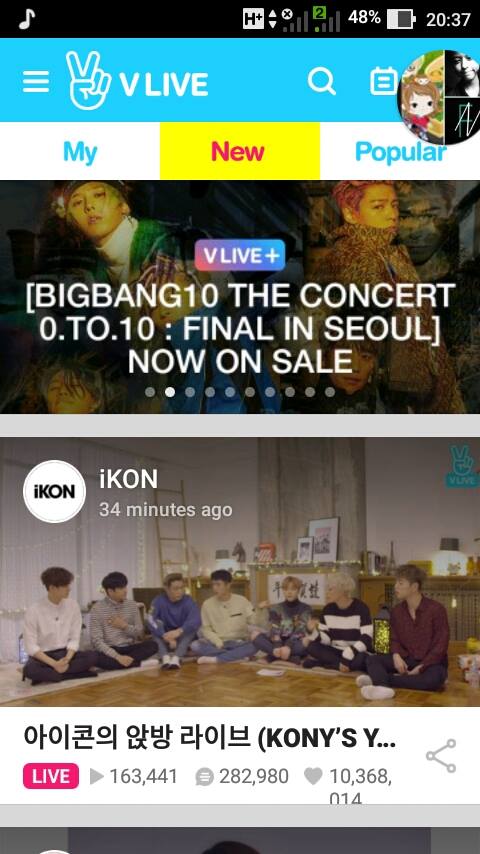 H+ 2 48% 20:37
V LIVE
My New Popular
V LIVE+
[BIGBANG10 THE CONCERT
0.TO.10 : FINAL IN SEOUL]
NOW ON SALE
iKON iKON
34 minutes ago
V LIVE
아이콘의 앉방 라이브 (KONY’S Y...
LIVE 163,441 282,980 10,368,
014